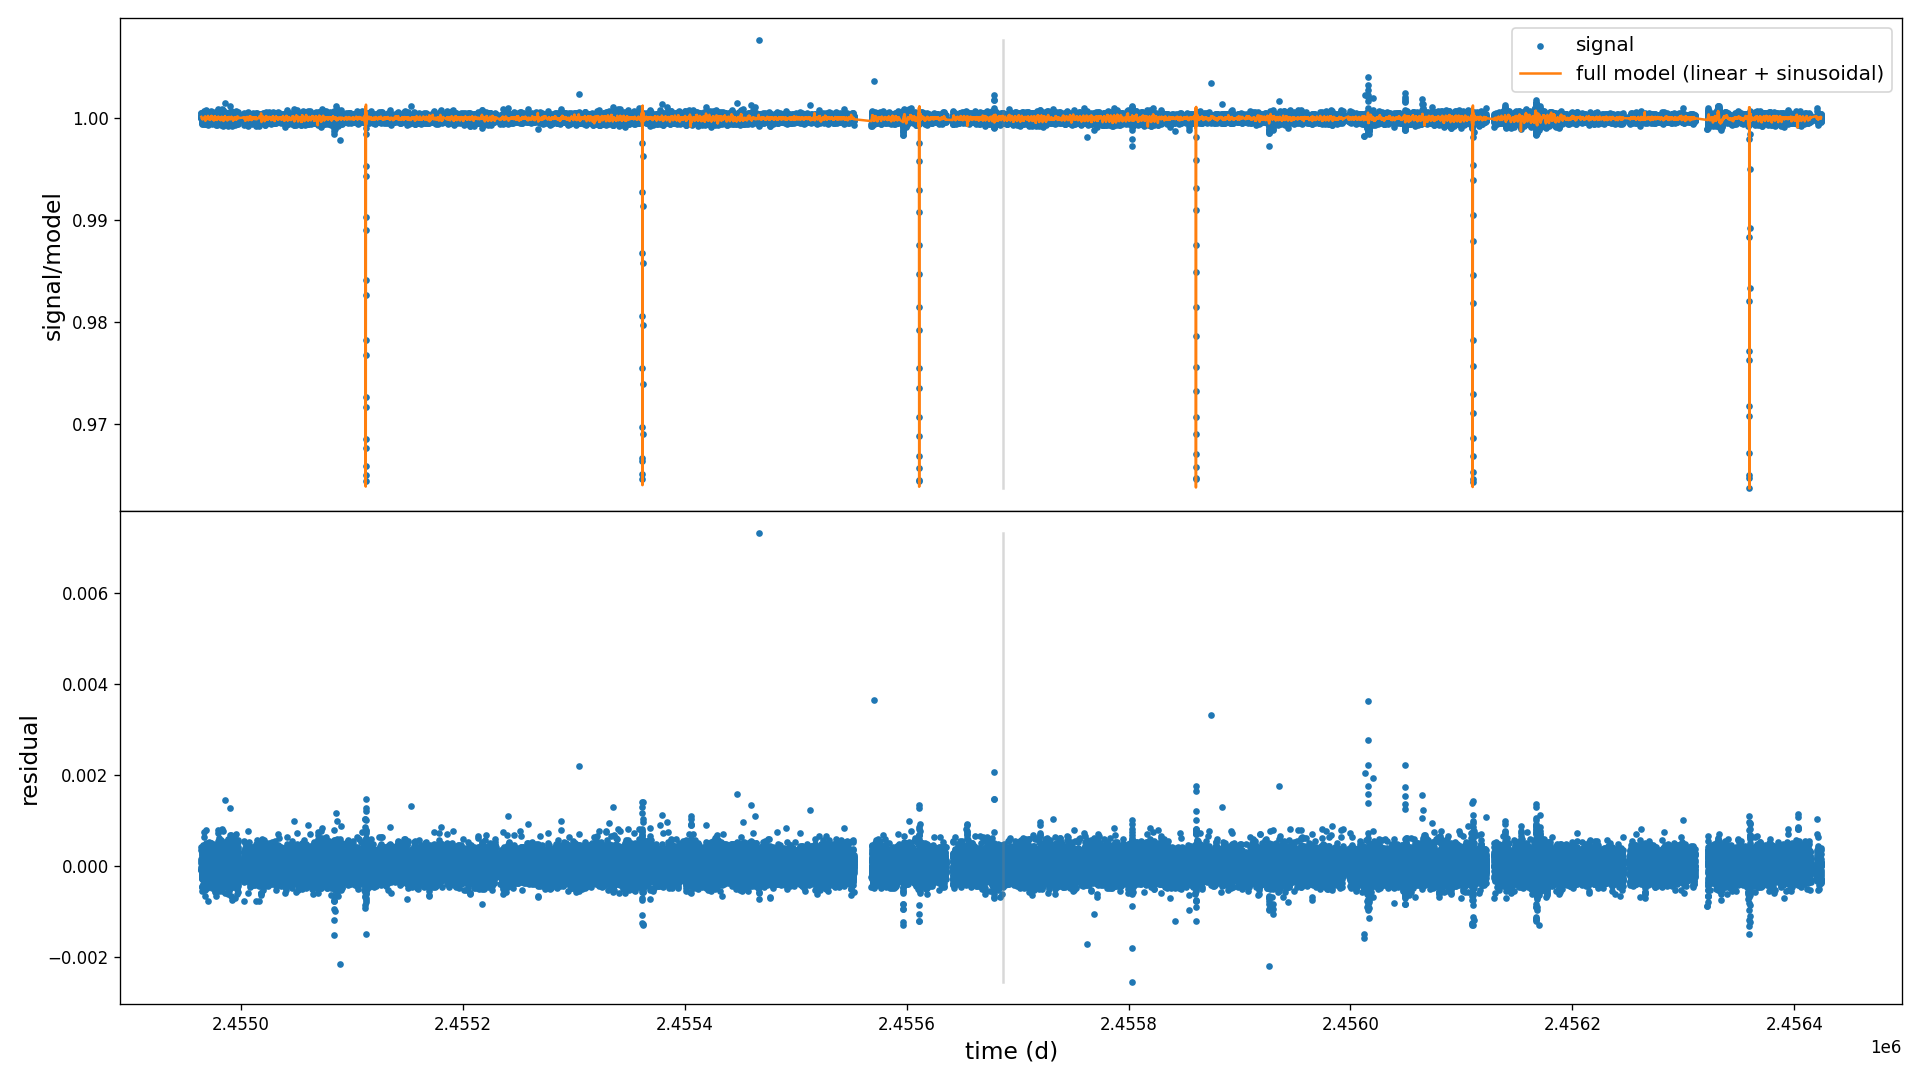 signal
full model (linear + sinusoidal)
signal/model
1.00
0.99
0.98
0.97
residual
0.006
0.004
0.002
0.000
−0.002
2.4550
2.4552
2.4554
2.4556
2.4558
2.4560
2.4562
2.4564
time (d)
1e6